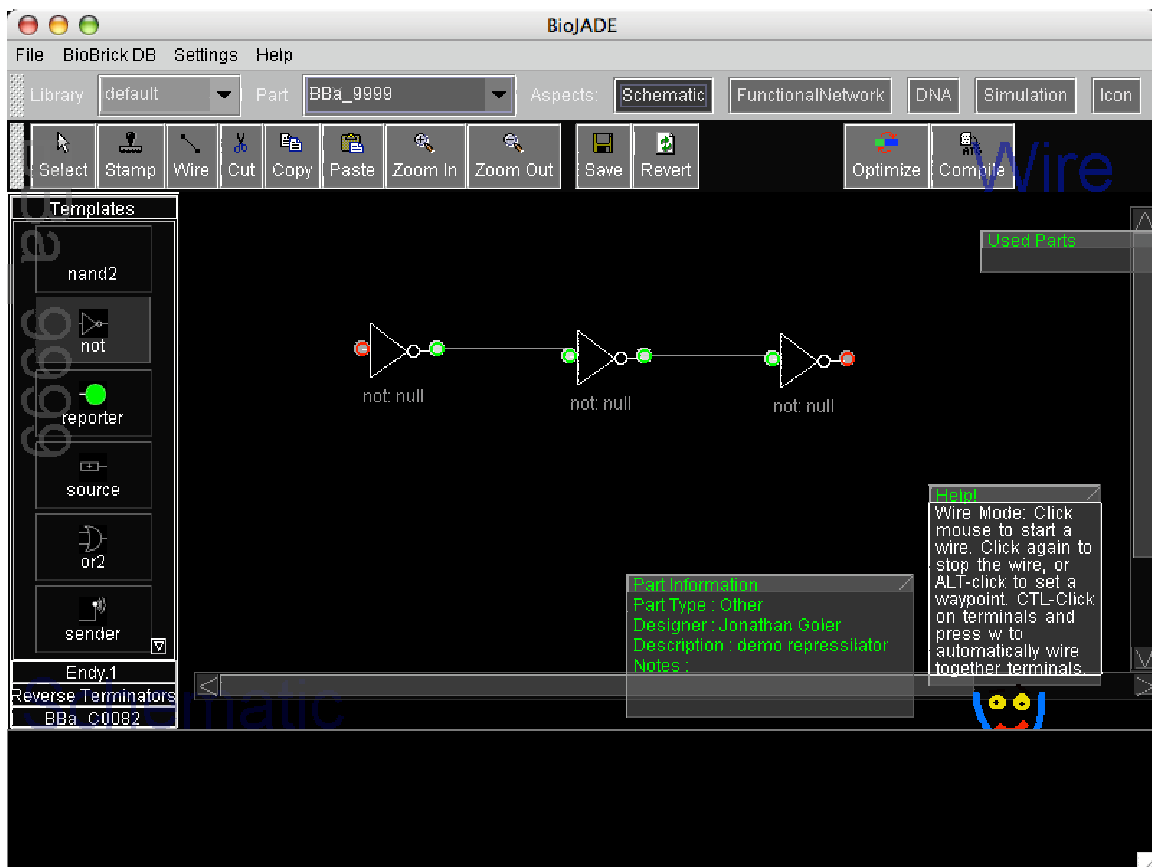 BioJADE
File BioBrick DB Settings Help
Library default Part BBa_9999 Aspects: Schematic FunctionalNetwork DNA Simulation Icon
Select Stamp Wire Cut Copy Paste Zoom In Zoom Out Save Revert Optimize Compile
Wire
Templates
BBa_9999
nand2
not
reporter
source
or2
sender
Endy.1
Reverse Terminators
BBa_C0082
Schematic
Used Parts
not: null
not: null
not: null
Part Information
Part Type : Other
Designer : Jonathan Goler
Description : demo repressilator
Notes :
Help!
Wire Mode: Click
mouse to start a
wire. Click again to
stop the wire, or
ALT-click to set a
waypoint. CTL-Click
on terminals and
press w to
automatically wire
together terminals.